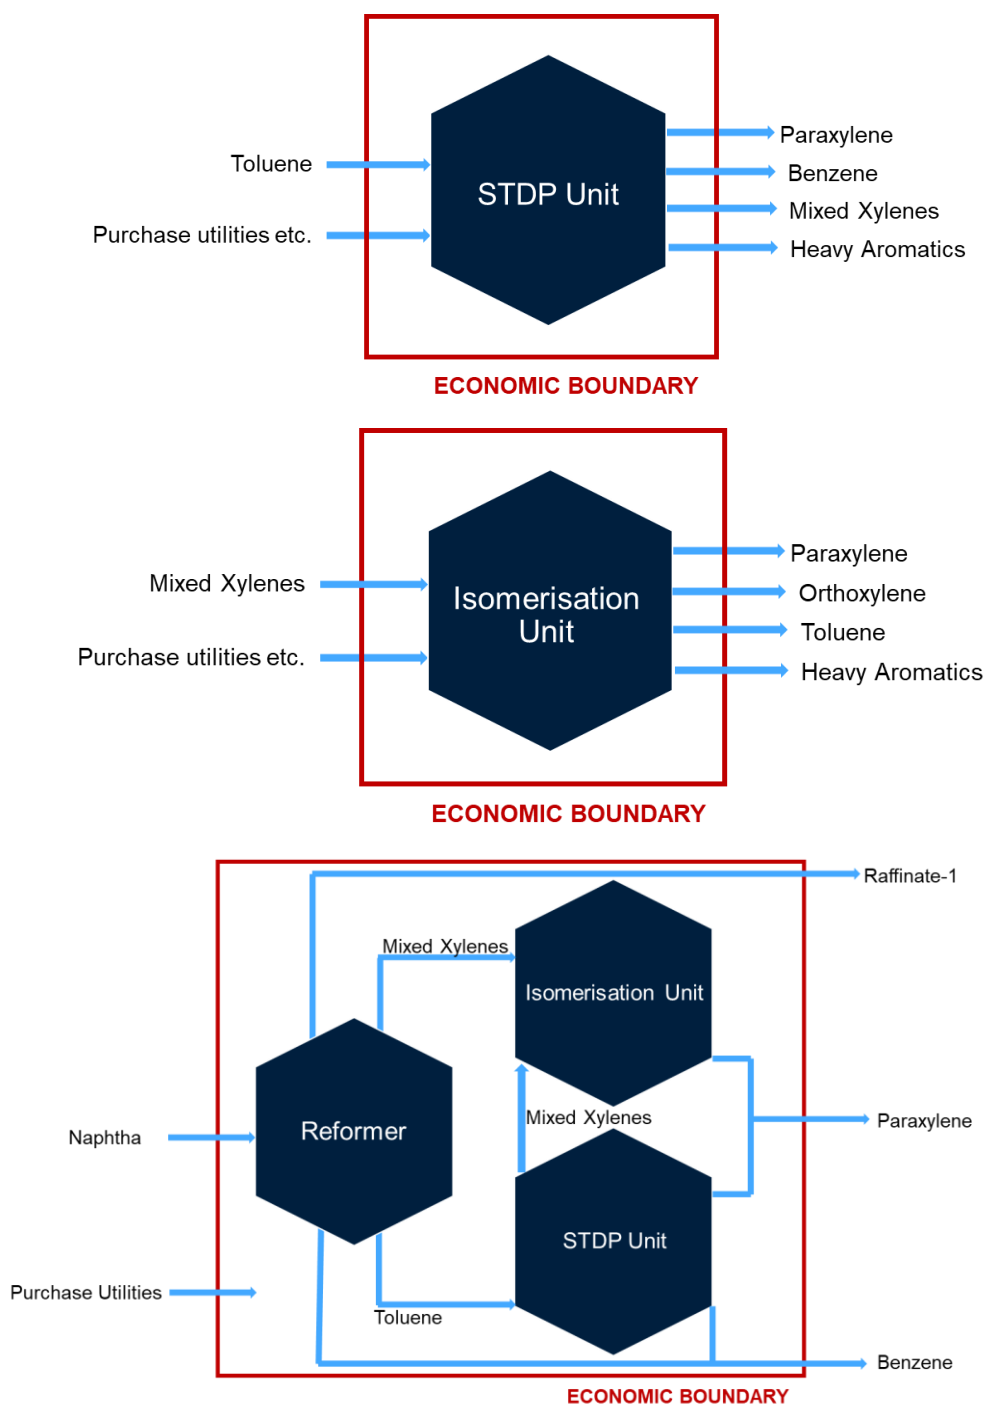 Toluene
Purchase utilities etc.
STDP Unit
Paraxylene
Benzene
Mixed Xylenes
Heavy Aromatics
ECONOMIC BOUNDARY
Mixed Xylenes
Purchase utilities etc.
Isomerisation
Unit
Paraxylene
Orthoxylene
Toluene
Heavy Aromatics
ECONOMIC BOUNDARY
Raffinate-1
Mixed Xylenes
Isomerisation Unit
Naphtha
Reformer
Mixed Xylenes
Paraxylene
STDP Unit
Purchase Utilities
Toluene
Benzene
ECONOMIC BOUNDARY